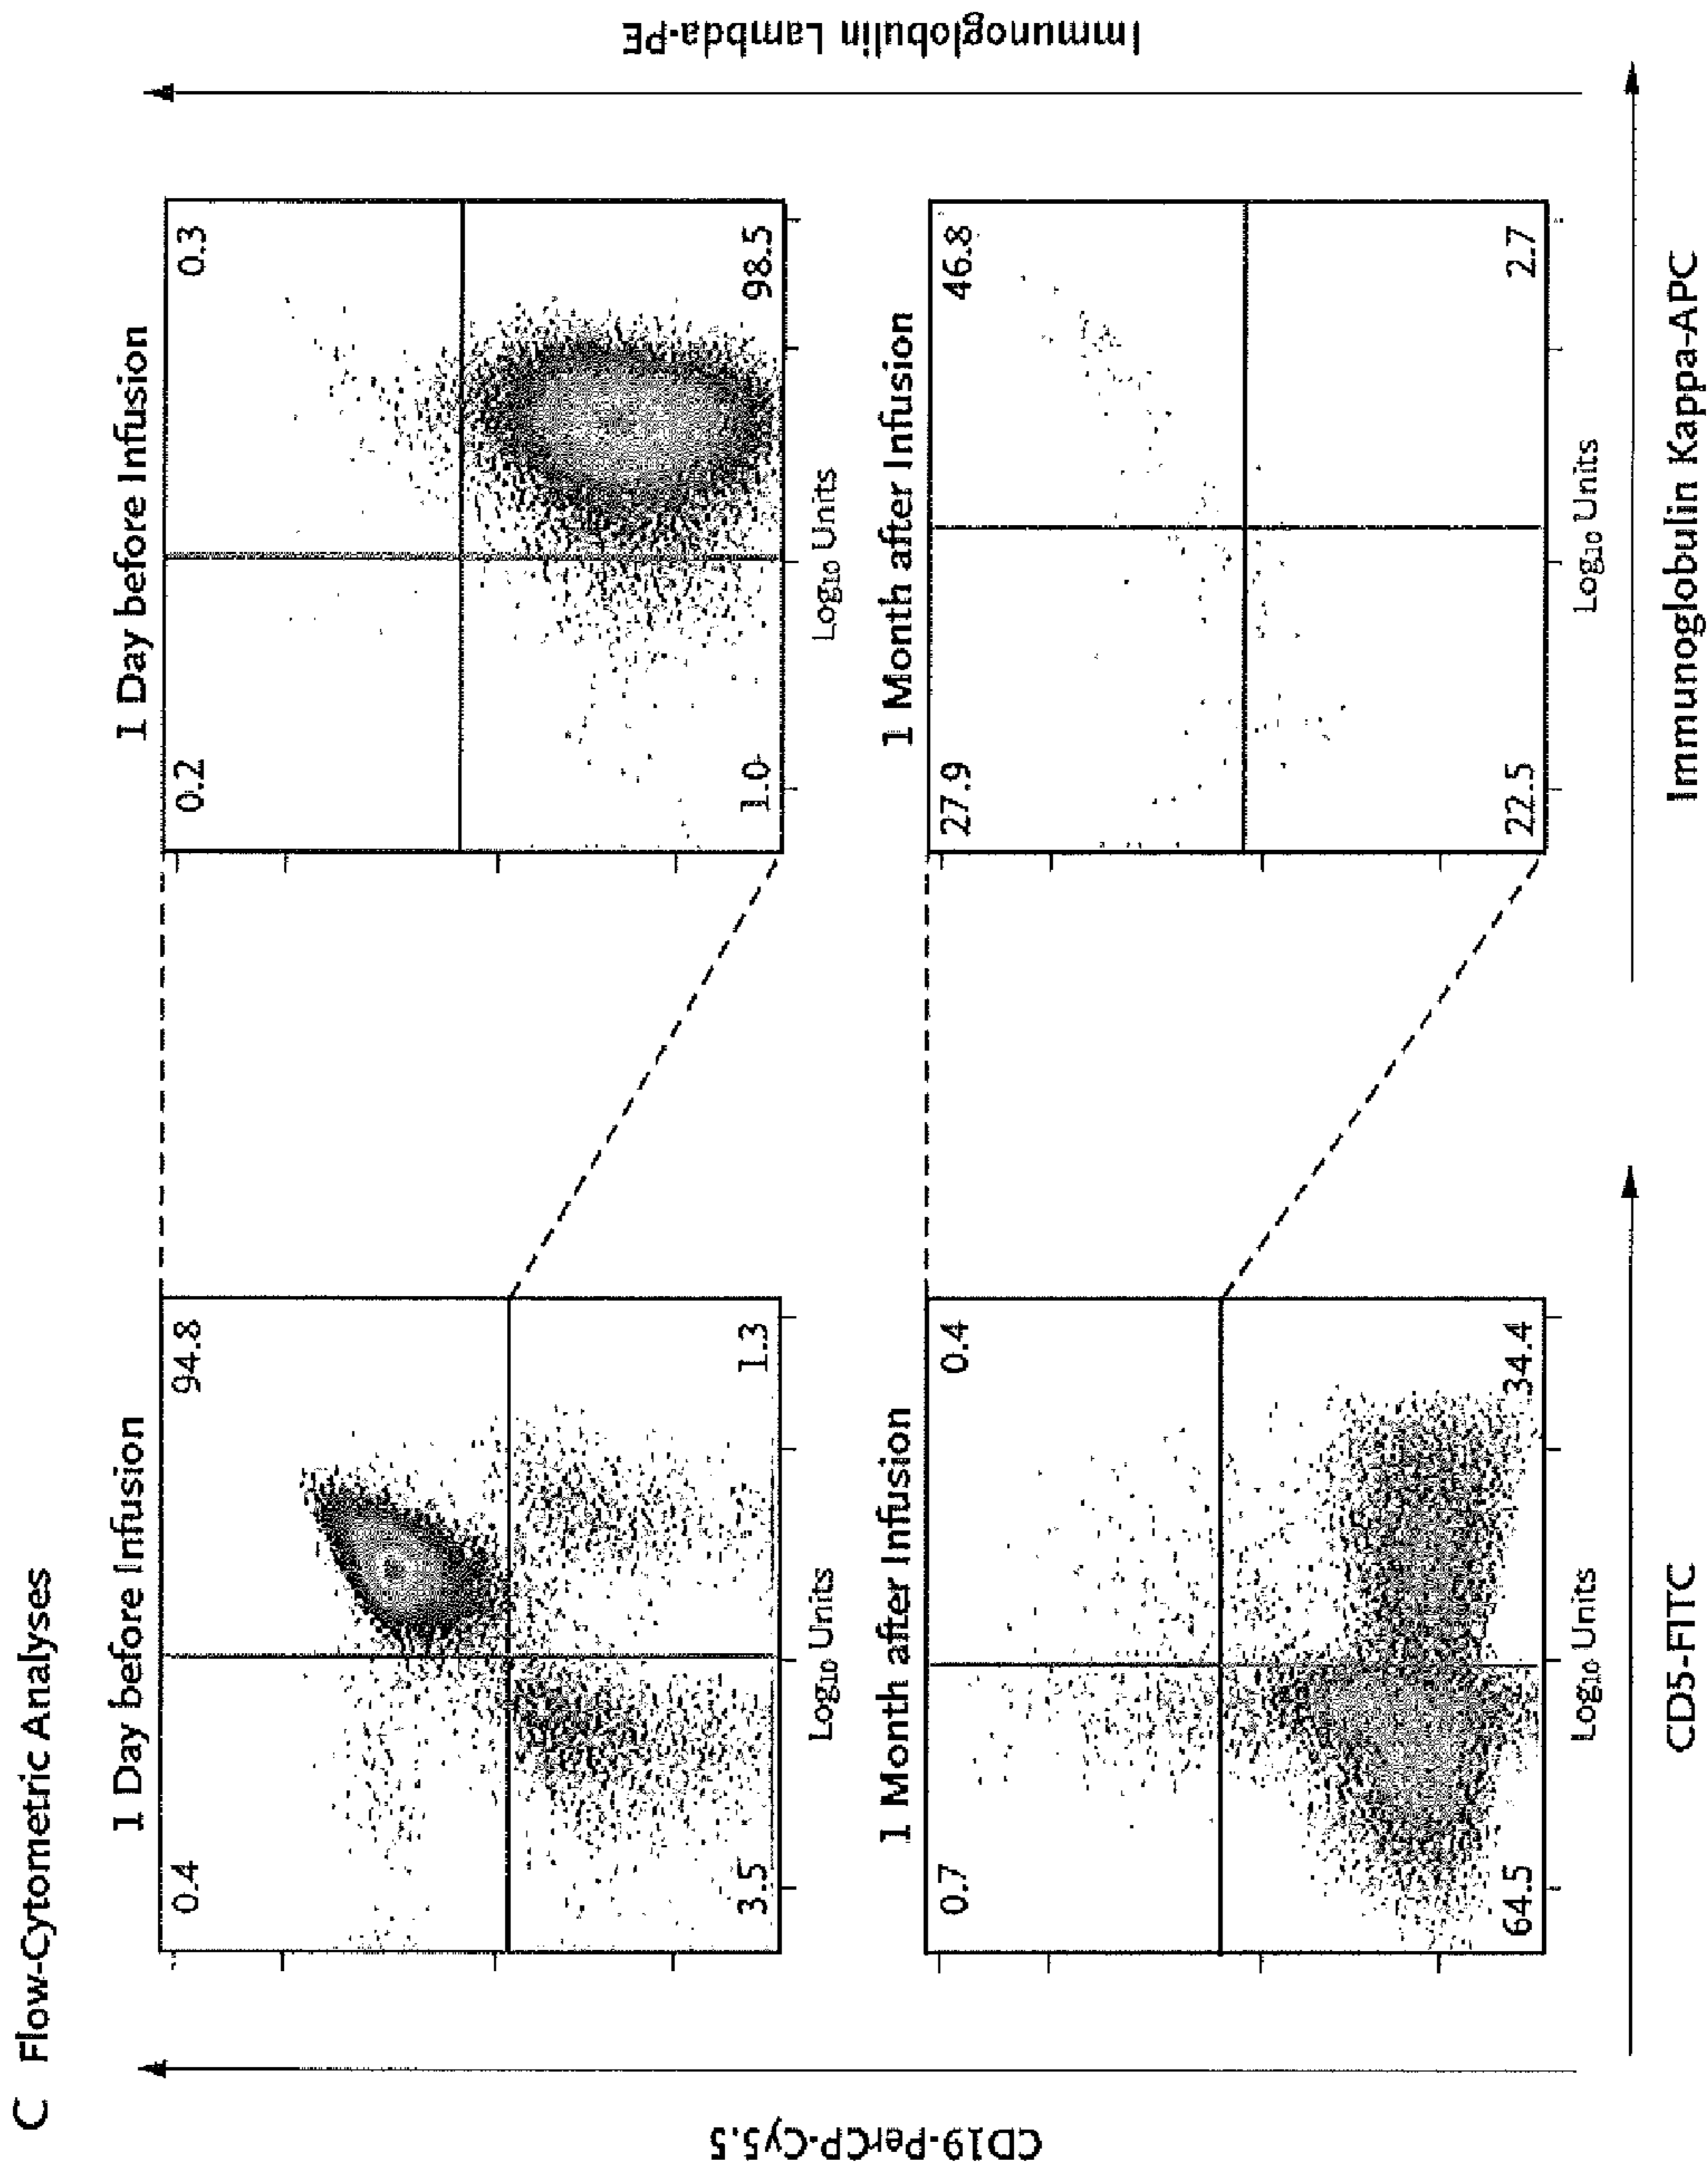 C Flow-Cytometric Analyses
CD19-PerCP-Cy5.5
1 Day before Infusion
0.4
94.8
3.5
1.3
Log10 Units
1 Day before Infusion
0.2
0.3
1.0
98.5
Log10 Units
1 Month after Infusion
0.7
0.4
64.5
34.4
Log10 Units
1 Month after Infusion
27.9
46.8
22.5
2.7
Log10 Units
CD5-FITC
Immunoglobulin Kappa-APC
Immunoglobulin Lambda-PE